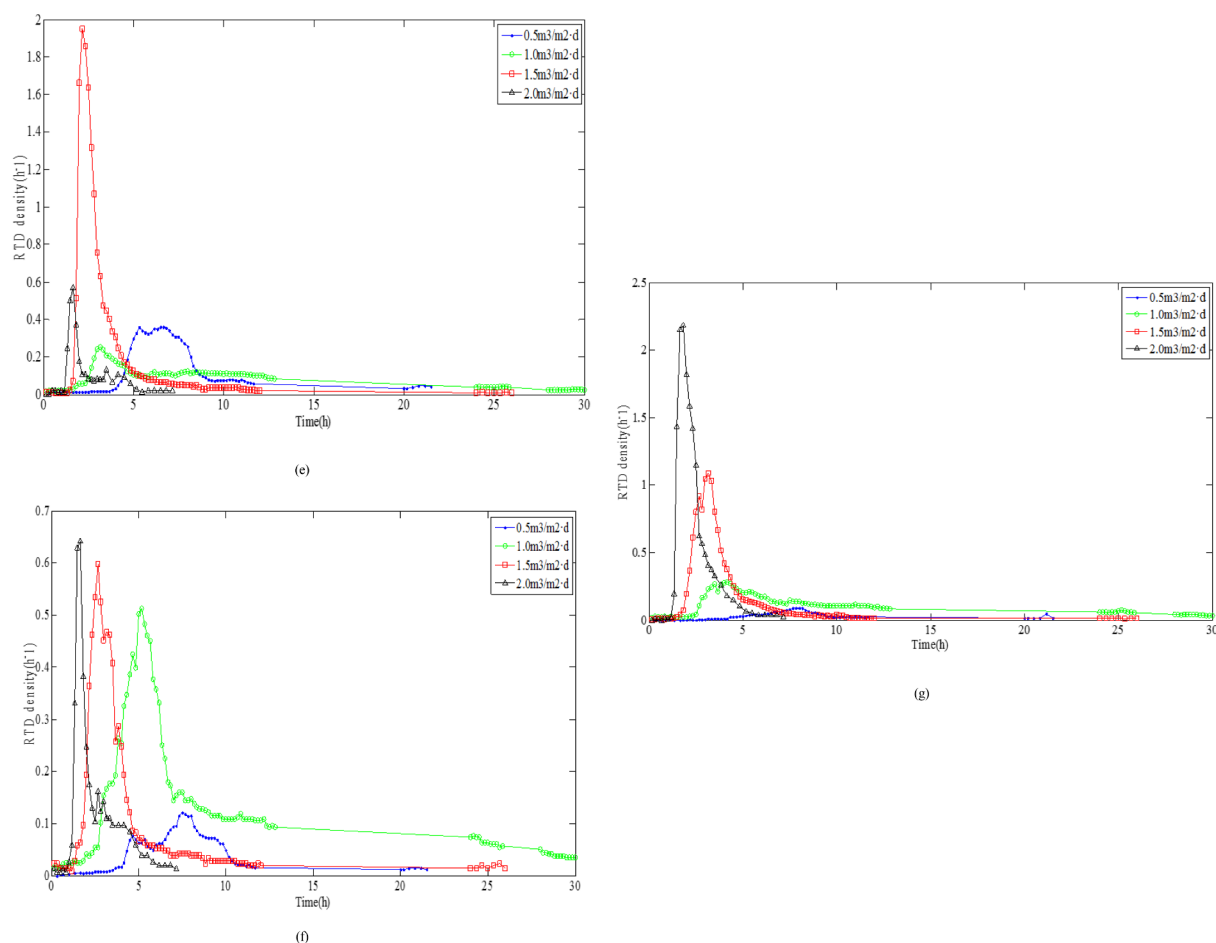 2
1.8
1.6
1.4
1.2
1
0.8
0.6
0.4
0.2
0
RTD density(h-1)
0.5m3/m2·d
1.0m3/m2·d
1.5m3/m2·d
2.0m3/m2·d
0 5 10 15 20 25 30
Time(h)
(e)
0.7
0.6
0.5
0.4
0.3
0.2
0.1
0
RTD density(h-1)
0.5m3/m2·d
1.0m3/m2·d
1.5m3/m2·d
2.0m3/m2·d
0 5 10 15 20 25 30
Time(h)
(f)
2.5
2
1.5
1
0.5
0
RTD density(h-1)
0.5m3/m2·d
1.0m3/m2·d
1.5m3/m2·d
2.0m3/m2·d
0 5 10 15 20 25 30
Time(h)
(g)